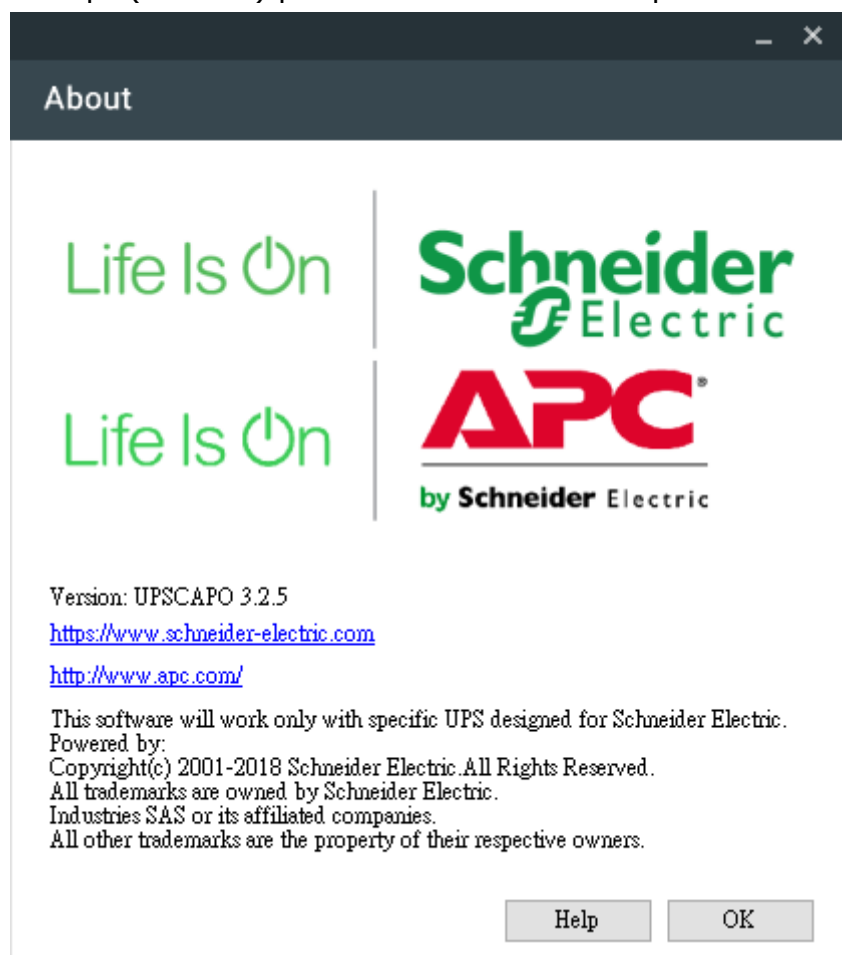 About
Life Is On
Schneider
Electric
Life Is On
APC®
by Schneider Electric
Version: UPSCAPO 3.2.5
https://www.schneider-electric.com
http://www.apc.com/
This software will work only with specific UPS designed for Schneider Electric.
Powered by:
Copyright(c) 2001-2018 Schneider Electric.All Rights Reserved.
All trademarks are owned by Schneider Electric.
Industries SAS or its affiliated companies.
All other trademarks are the property of their respective owners.
Help
OK